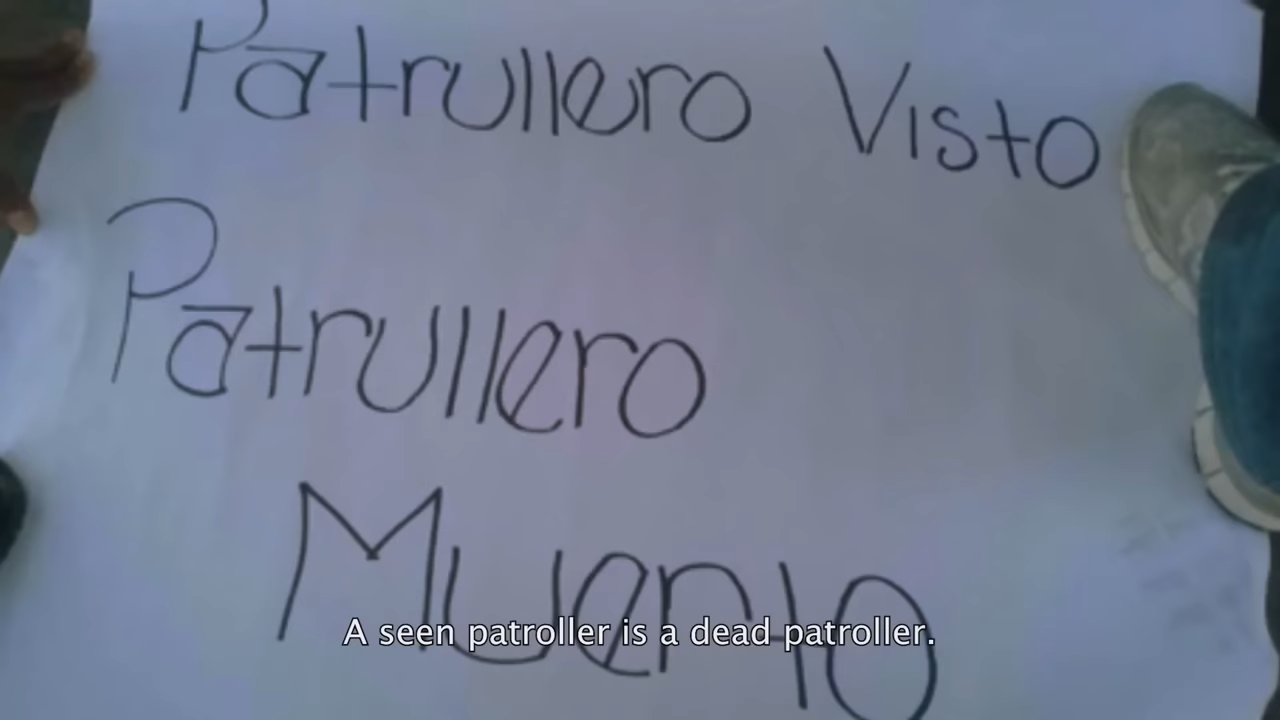 Patrullero Visto
Patrullero
Muerto
A seen patroller is a dead patroller.